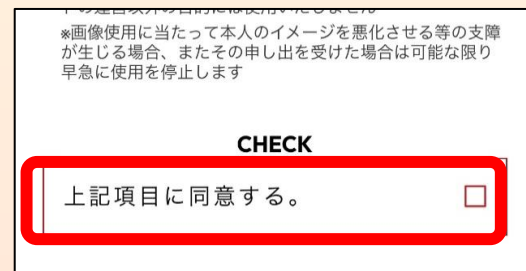 ※画像使用に当たって本人のイメージを悪化させる等の支障
が生じる場合、またその申し出を受けた場合は可能な限り
早急に使用を停止します
CHECK
上記項目に同意する。